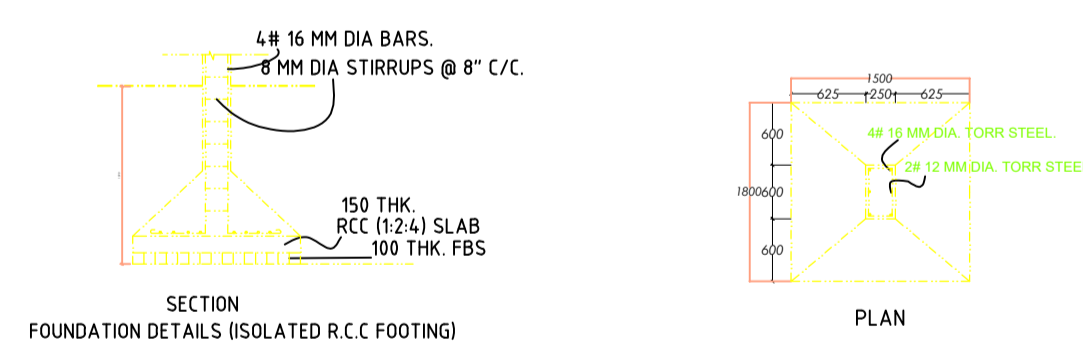 4# 16 MM DIA BARS.
8 MM DIA STIRRUPS @ 8" C/C.
150 THK.
RCC (1:2:4) SLAB
100 THK. FBS
SECTION
FOUNDATION DETAILS (ISOLATED R.C.C FOOTING)
1500
625 250 625
600
4# 16 MM DIA. TORR STEEL.
2# 12 MM DIA. TORR STEE
1800 600
600
PLAN